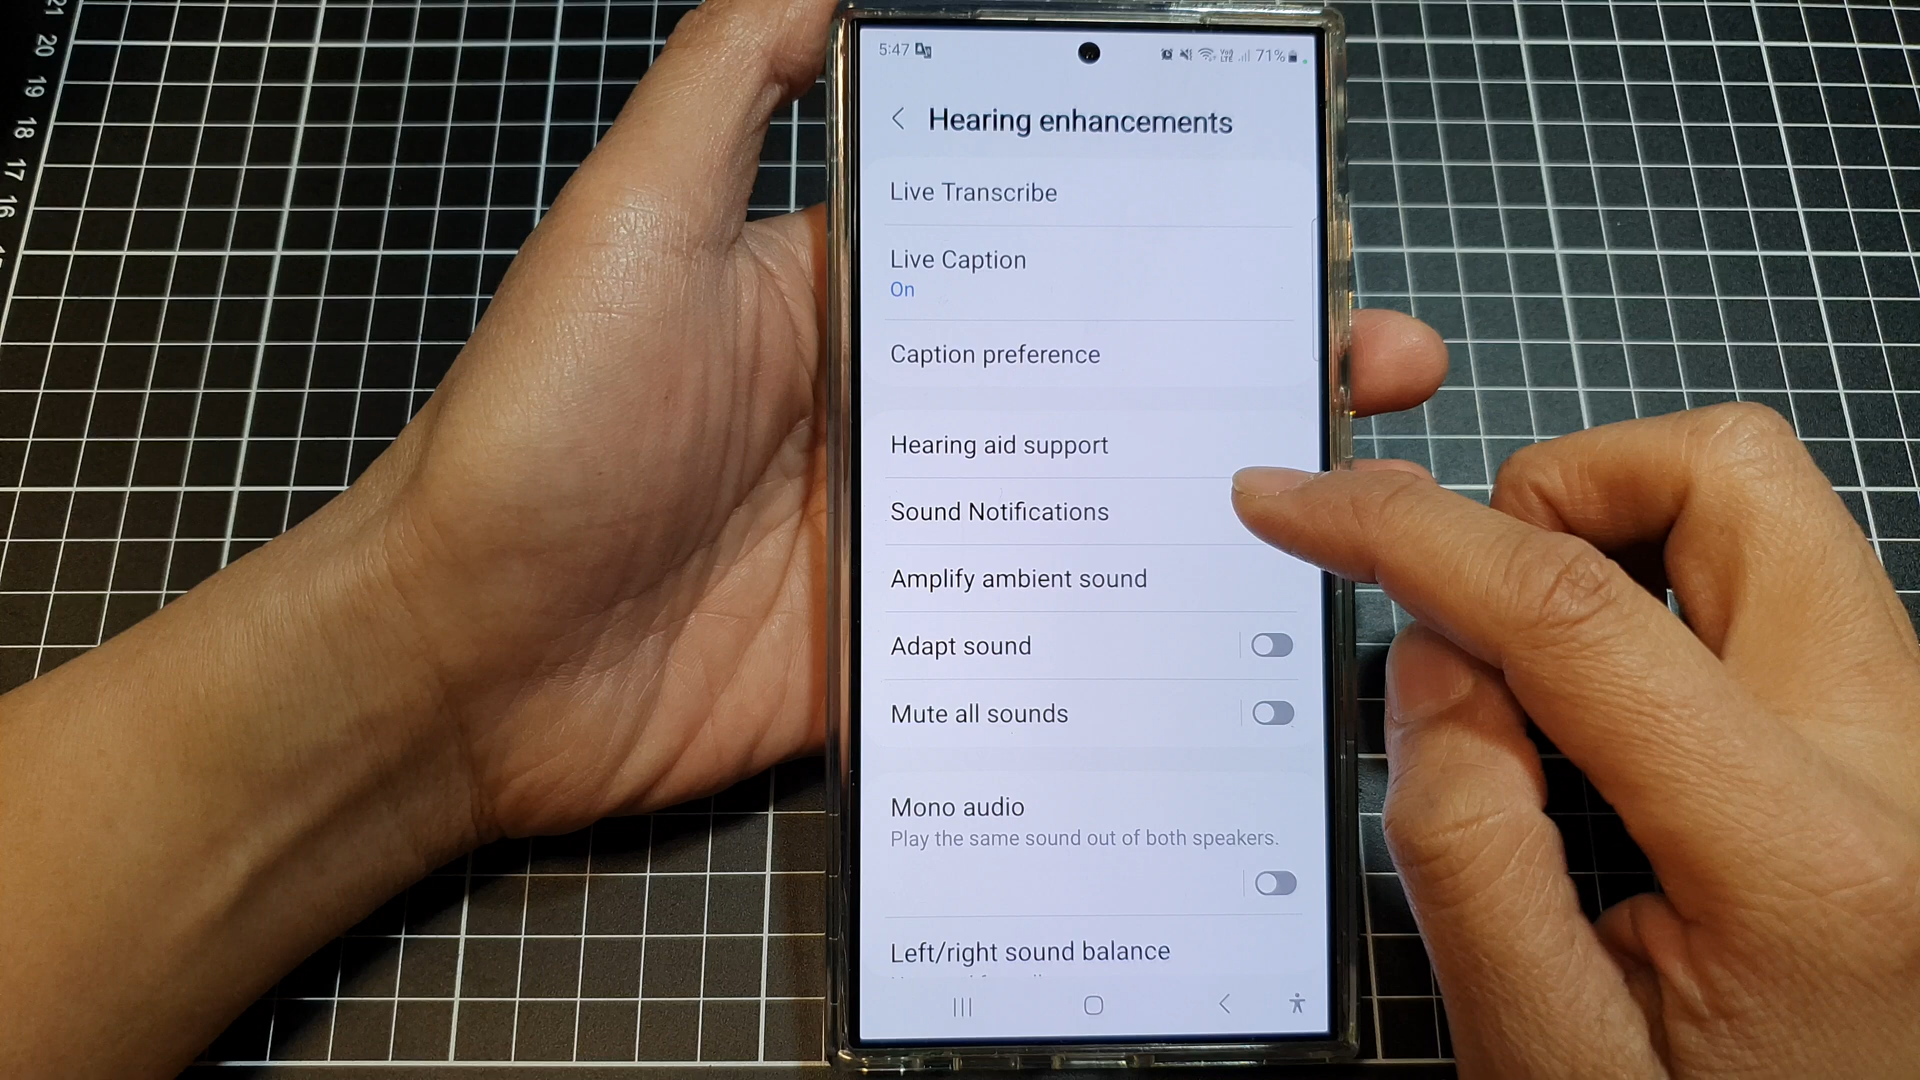 21
20
19
18
17
16
5:47
71%
Hearing enhancements
Live Transcribe
Live Caption
On
Caption preference
Hearing aid support
Sound Notifications
Amplify ambient sound
Adapt sound
Mute all sounds
Mono audio
Play the same sound out of both speakers.
Left/right sound balance